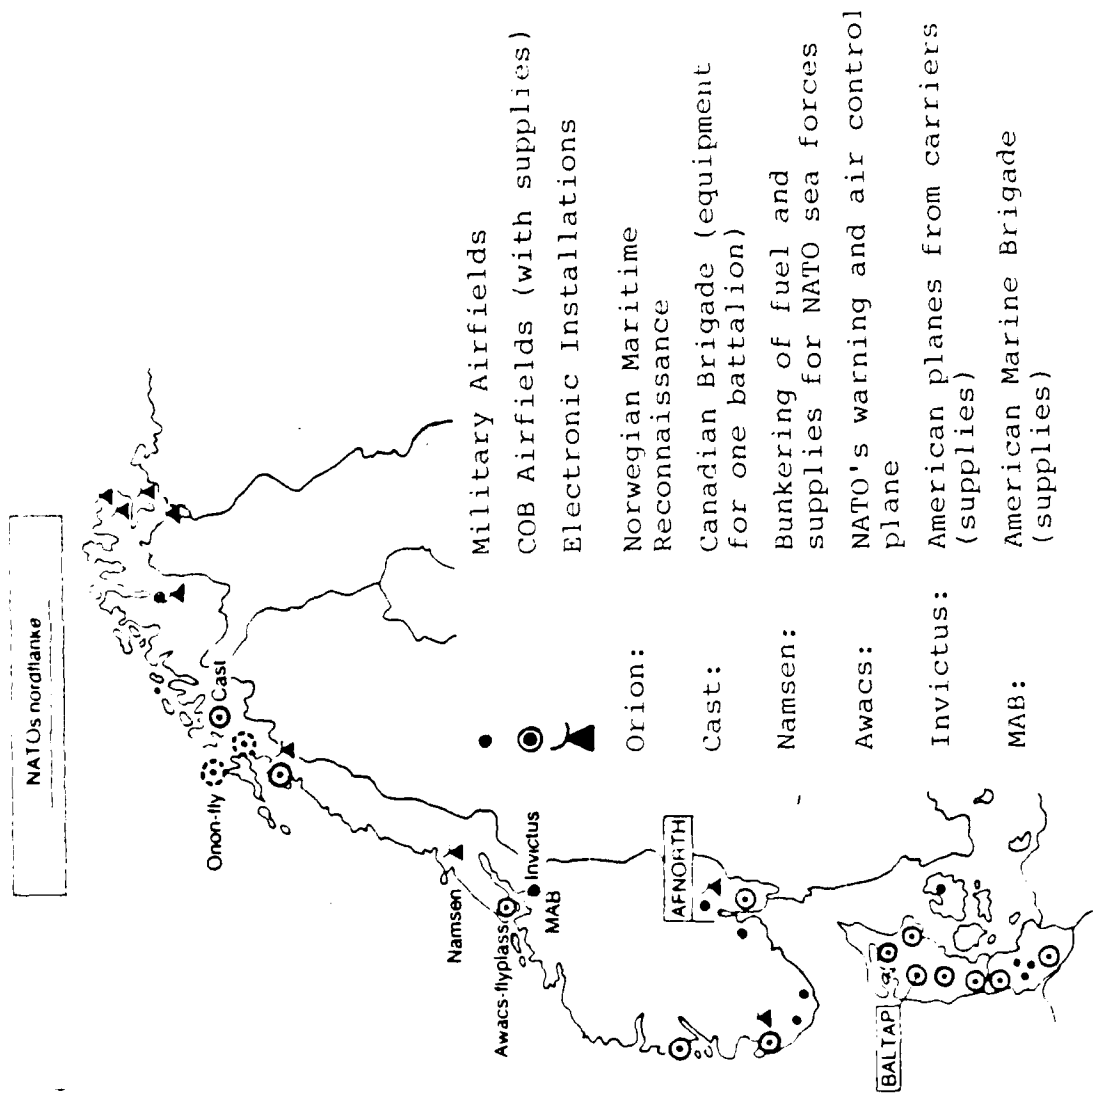 NATOs nordflanke
Orion-fly
Cast
Namsen
Awacs-flyplass
Invictus
MAB
AFNORTH
BALTAP
Military Airfields
COB Airfields (with supplies)
Electronic Installations
Orion: Norwegian Maritime
Reconnaissance
Cast: Canadian Brigade (equipment
for one battalion)
Namsen: Bunkering of fuel and
supplies for NATO sea forces
Awacs: NATO's warning and air control
plane
Invictus: American planes from carriers
(supplies)
MAB: American Marine Brigade
(supplies)